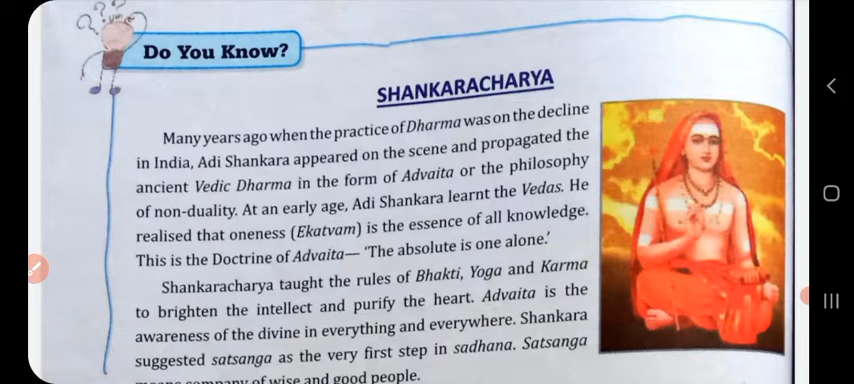 Do You Know?
SHANKARACHARYA
Many years ago when the practice of Dharma was on the decline
in India, Adi Shankara appeared on the scene and propagated the
ancient Vedic Dharma in the form of Advaita or the philosophy
of non-duality. At an early age, Adi Shankara learnt the Vedas. He
realised that oneness (Ekatvam) is the essence of all knowledge.
This is the Doctrine of Advaita— ‘The absolute is one alone.’
Shankaracharya taught the rules of Bhakti, Yoga and Karma
to brighten the intellect and purify the heart. Advaita is the
awareness of the divine in everything and everywhere. Shankara
suggested satsanga as the very first step in sadhana. Satsanga
means company of wise and good people.